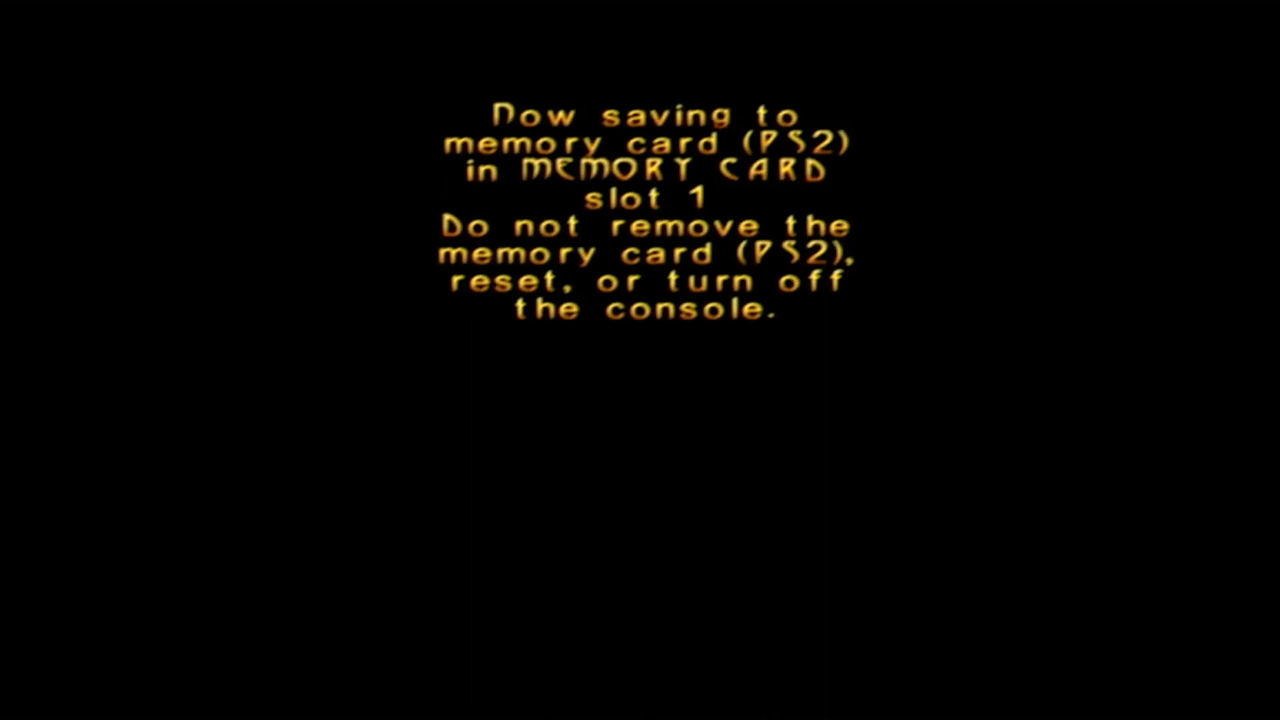 Now saving to
memory card (PS2)
in MEMORY CARD
slot 1
Do not remove the
memory card (PS2),
reset, or turn off
the console.